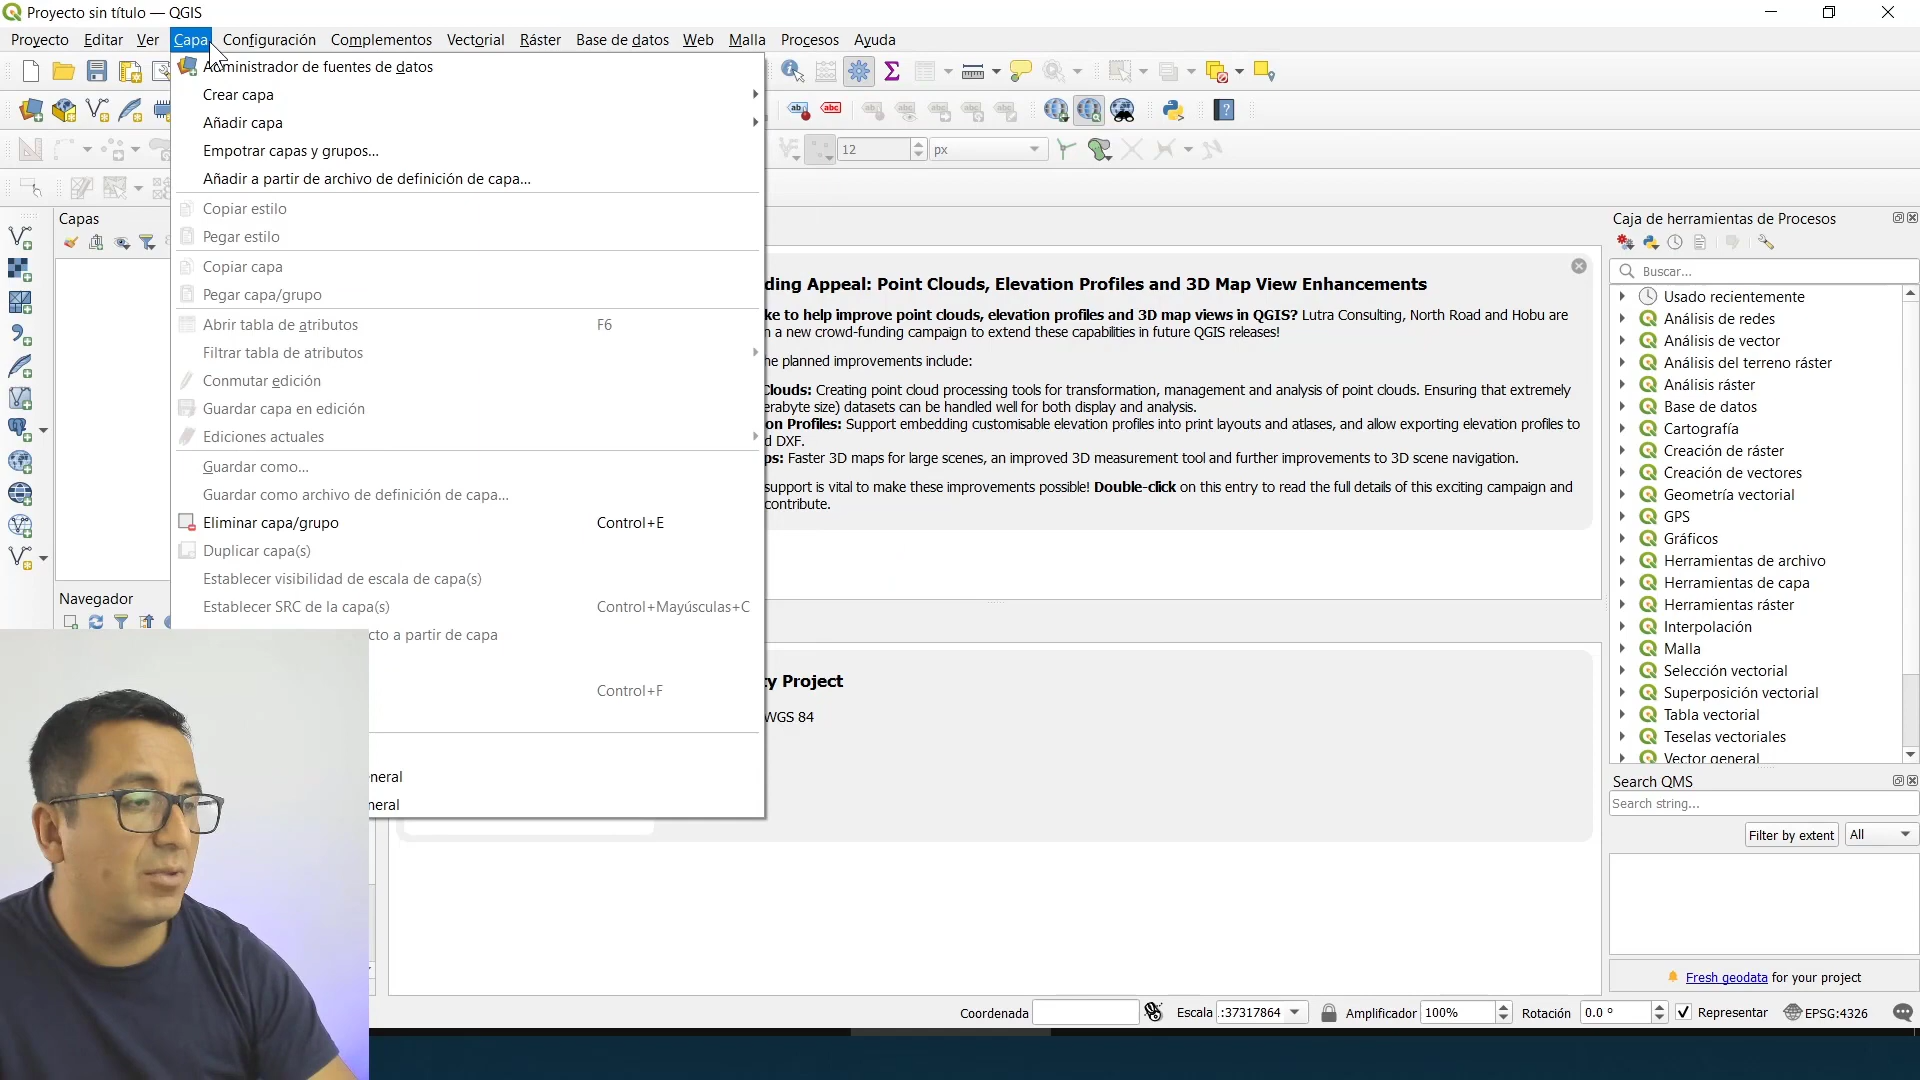 Proyecto sin título — QGIS
Proyecto Editar Ver Capa Configuración Complementos Vectorial Ráster Base de datos Web Malla Procesos Ayuda
Administrador de fuentes de datos
Crear capa
Añadir capa
Empotrar capas y grupos...
Añadir a partir de archivo de definición de capa...
Copiar estilo
Pegar estilo
Copiar capa
Pegar capa/grupo
Abrir tabla de atributos F6
Filtrar tabla de atributos
Conmutar edición
Guardar capa en edición
Ediciones actuales
Guardar como...
Guardar como archivo de definición de capa...
Eliminar capa/grupo Control+E
Duplicar capa(s)
Establecer visibilidad de escala de capa(s)
Establecer SRC de la capa(s) Control+Mayúsculas+C
cto a partir de capa
Control+F
neral
neral
abc abc
12 px
Capas
Navegador
ding Appeal: Point Clouds, Elevation Profiles and 3D Map View Enhancements
ke to help improve point clouds, elevation profiles and 3D map views in QGIS? Lutra Consulting, North Road and Hobu are
n a new crowd-funding campaign to extend these capabilities in future QGIS releases!
he planned improvements include:
Clouds: Creating point cloud processing tools for transformation, management and analysis of point clouds. Ensuring that extremely
erabyte size) datasets can be handled well for both display and analysis.
on Profiles: Support embedding customisable elevation profiles into print layouts and atlases, and allow exporting elevation profiles to
d DXF.
ps: Faster 3D maps for large scenes, an improved 3D measurement tool and further improvements to 3D scene navigation.
support is vital to make these improvements possible! Double-click on this entry to read the full details of this exciting campaign and
contribute.
ty Project
WGS 84
Caja de herramientas de Procesos
Buscar...
Usado recientemente
Análisis de redes
Análisis de vector
Análisis del terreno ráster
Análisis ráster
Base de datos
Cartografía
Creación de ráster
Creación de vectores
Geometría vectorial
GPS
Gráficos
Herramientas de archivo
Herramientas de capa
Herramientas ráster
Interpolación
Malla
Selección vectorial
Superposición vectorial
Tabla vectorial
Teselas vectoriales
Vector general
Search QMS
Search string...
Filter by extent All
Fresh geodata for your project
Coordenada Escala :37317864 Amplificador 100% Rotación 0.0 ° Representar EPSG:4326